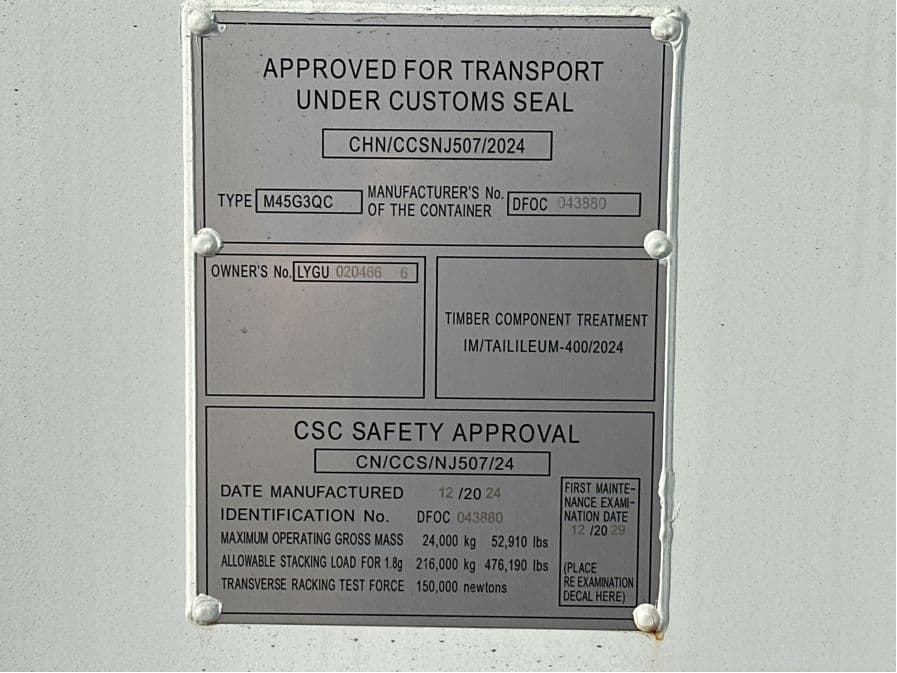 APPROVED FOR TRANSPORT
UNDER CUSTOMS SEAL
CHN/CCSNJ507/2024
TYPE M45G3QC MANUFACTURER'S No. OF THE CONTAINER DFOC 043880
OWNER'S No. LYGU 020466 6
TIMBER COMPONENT TREATMENT
IM/TAILILEUM-400/2024
CSC SAFETY APPROVAL
CN/CCS/NJ507/24
DATE MANUFACTURED 12 /20 24
IDENTIFICATION No. DFOC 043880
MAXIMUM OPERATING GROSS MASS 24,000 kg 52,910 lbs
ALLOWABLE STACKING LOAD FOR 1.8g 216,000 kg 476,190 lbs
TRANSVERSE RACKING TEST FORCE 150,000 newtons
FIRST MAINTE-
NANCE EXAMI-
NATION DATE
12 /20 29
(PLACE
RE EXAMINATION
DECAL HERE)